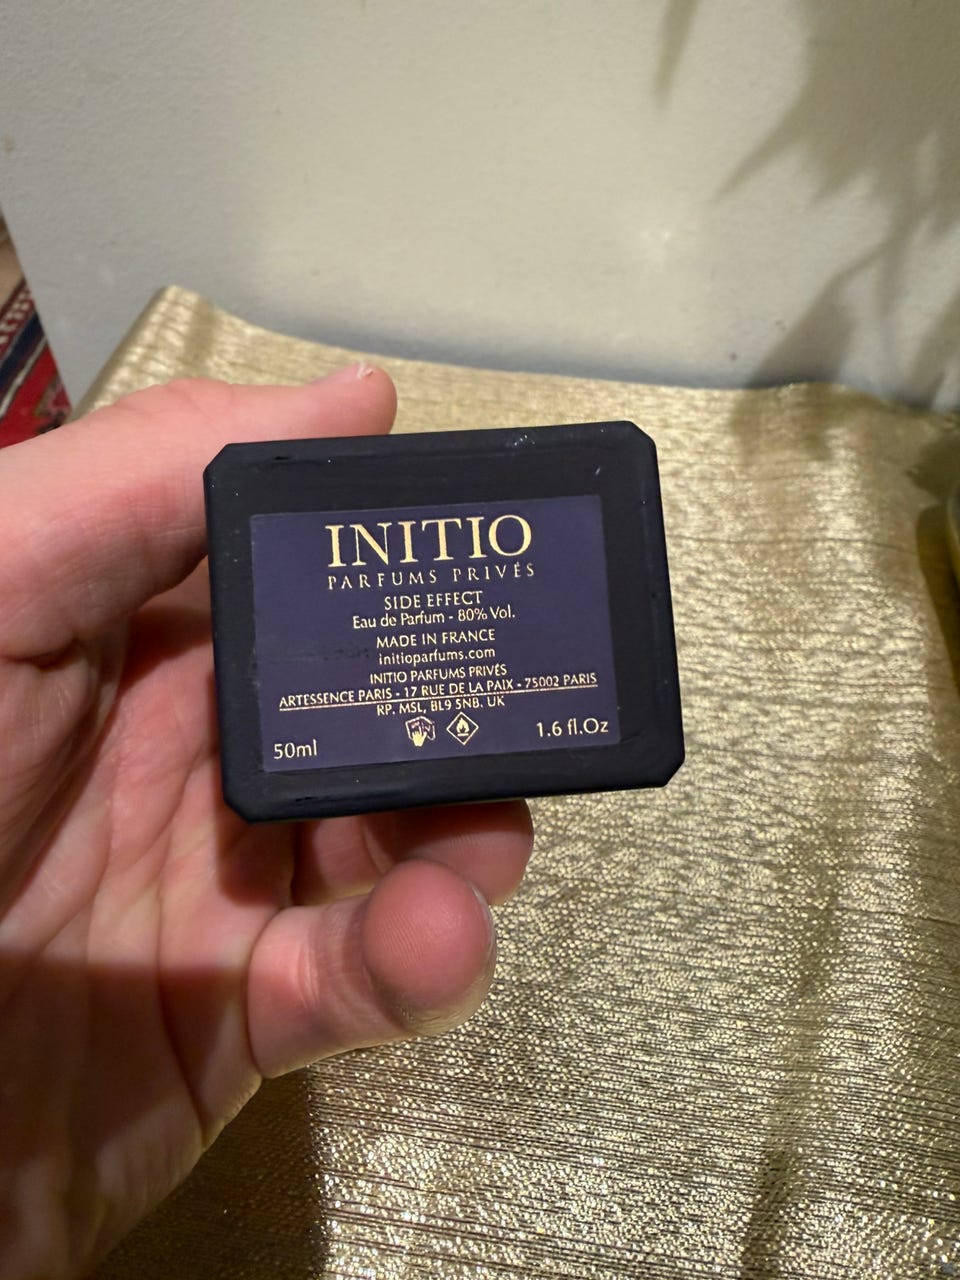 INITIO
PARFUMS PRIVÉS
SIDE EFFECT
Eau de Parfum - 80% Vol.
MADE IN FRANCE
initioparfums.com
INITIO PARFUMS PRIVÉS
ARTESSENCE PARIS - 17 RUE DE LA PAIX - 75002 PARIS
RP. MSL, BL9 5NB. UK
50ml 1.6 fl.Oz